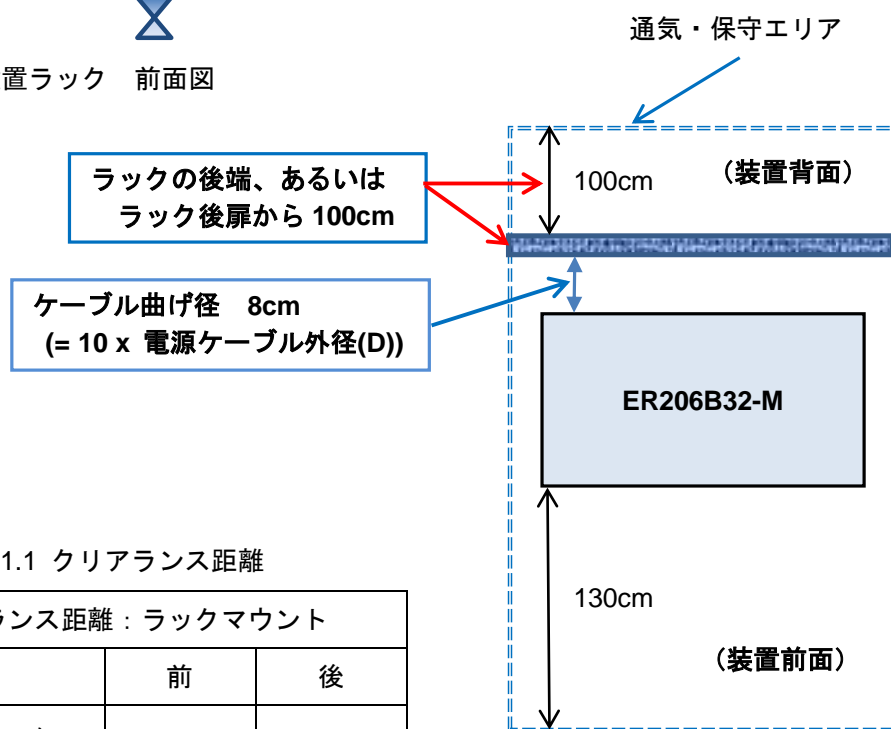 通気・保守エリア
置ラック　前面図
ラックの後端、あるいは
ラック後扉から 100cm
100cm
（装置背面）
ケーブル曲げ径　8cm
(= 10 x 電源ケーブル外径(D))
ER206B32-M
1.1 クリアランス距離
ランス距離：ラックマウント
前
後
130cm
（装置前面）